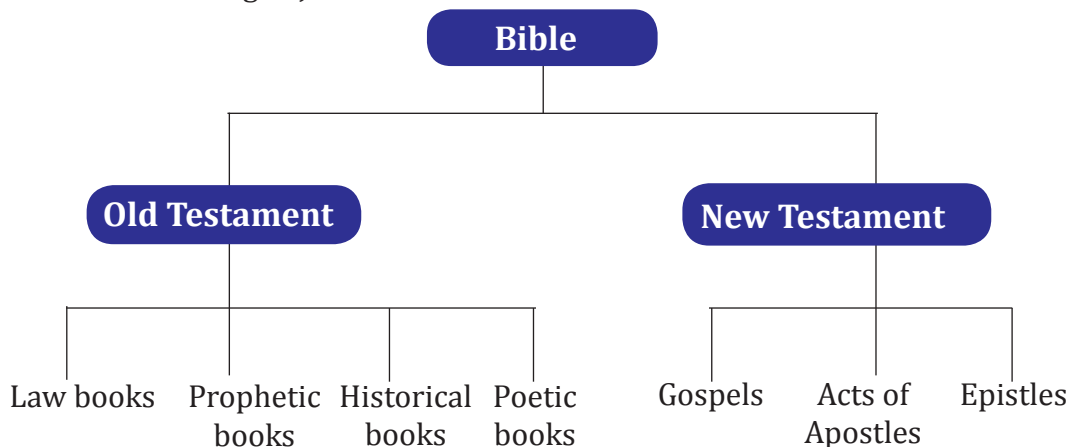 Bible
Old Testament
New Testament
Law books
Prophetic
books
Historical
books
Poetic
books
Gospels
Acts of
Apostles
Epistles